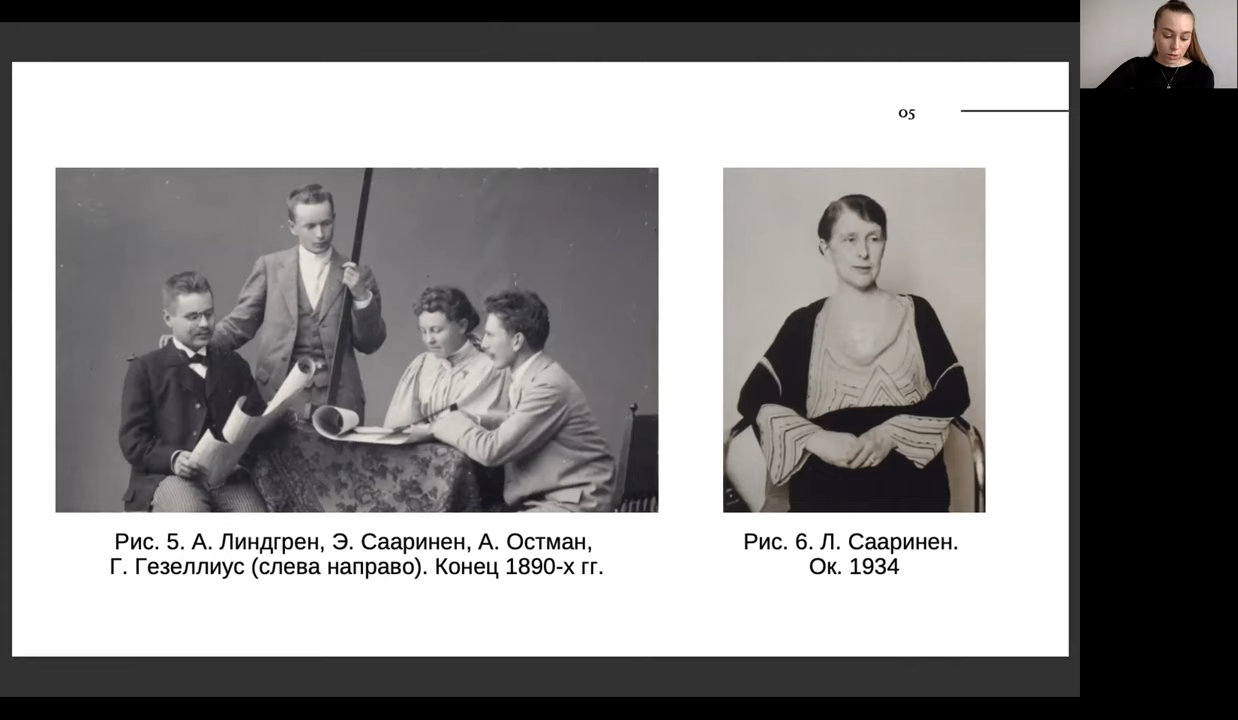 05
Рис. 5. А. Линдгрен, Э. Сааринен, А. Остман,
Г. Гезеллиус (слева направо). Конец 1890-х гг.
Рис. 6. Л. Сааринен.
Ок. 1934